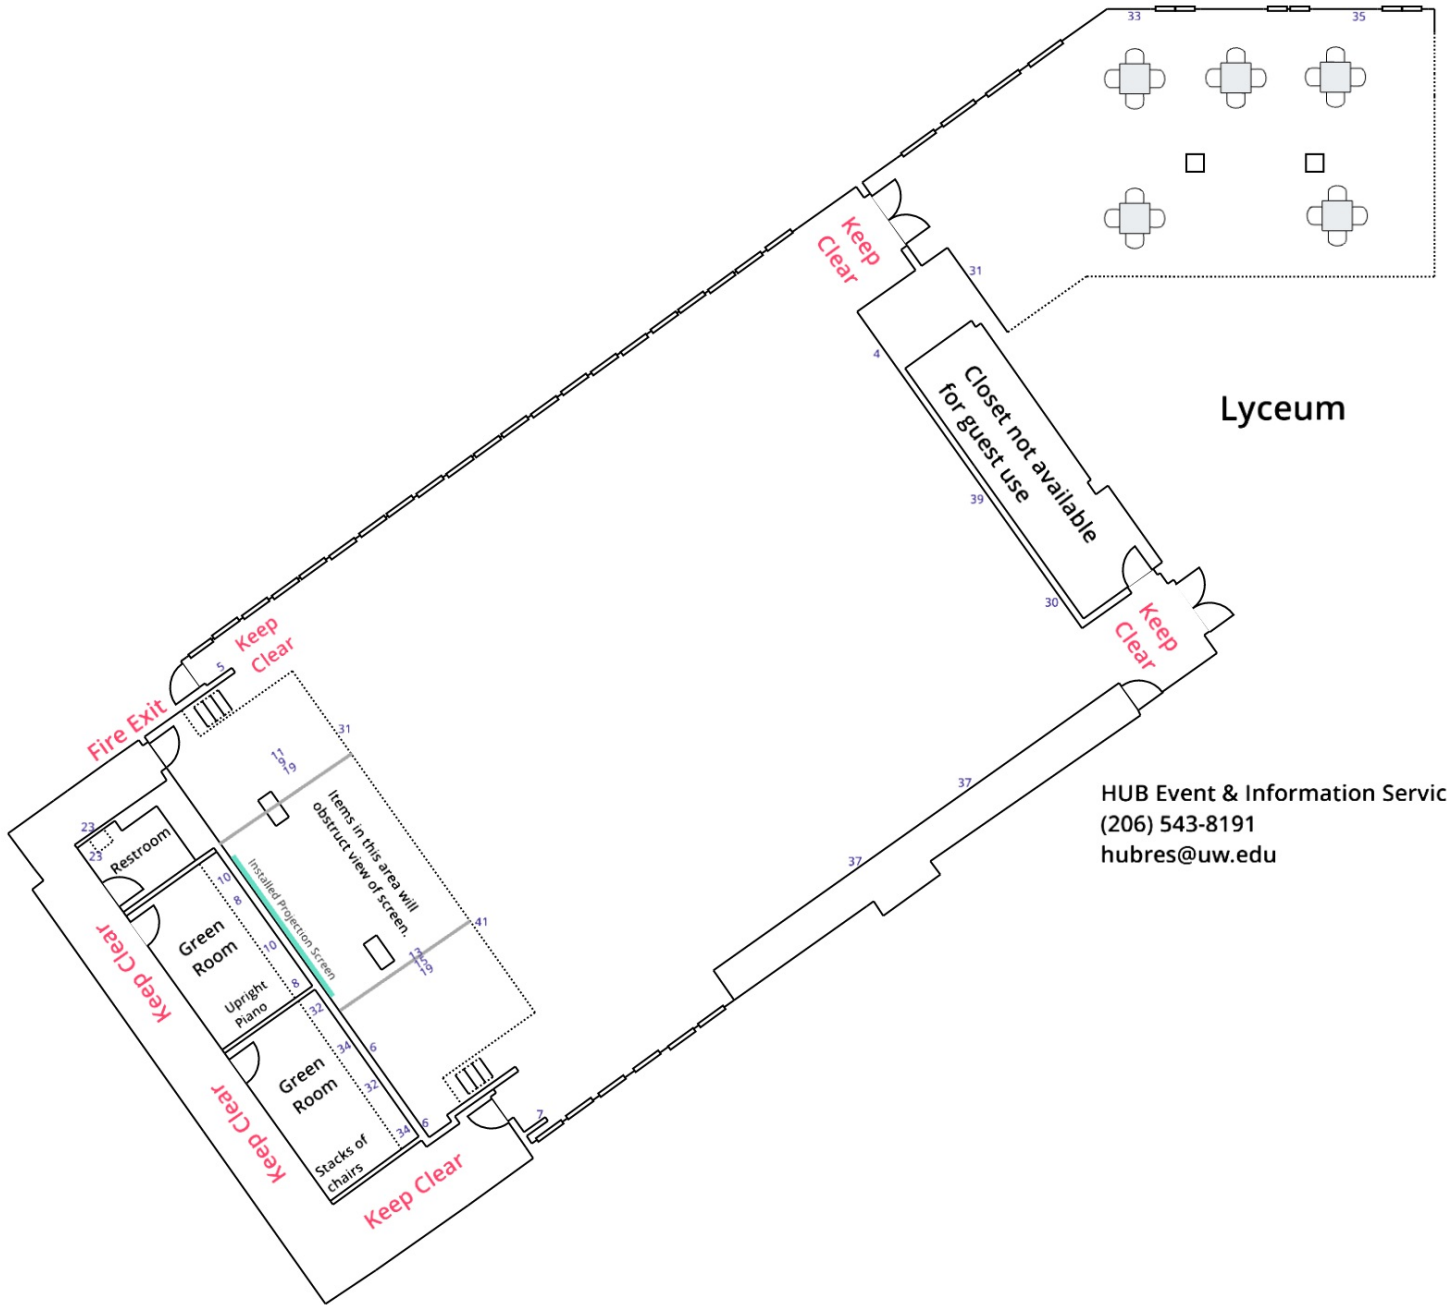 33
35
Keep
Clear
31
4
Closet not available
for guest use
Lyceum
39
30
Keep
Clear
Keep
Clear
5
Fire Exit
31
11
9
19
Items in this area will
obstruct view of screen.
Installed Projection Screen
23
23
Restroom
10
8
10
8
Green
Room
Upright
Piano
Keep Clear
41
37
37
HUB Event & Information Servic
(206) 543-8191
hubres@uw.edu
32
34
6
32
34
6
Green
Room
Stacks of
chairs
Keep Clear
Keep Clear
7